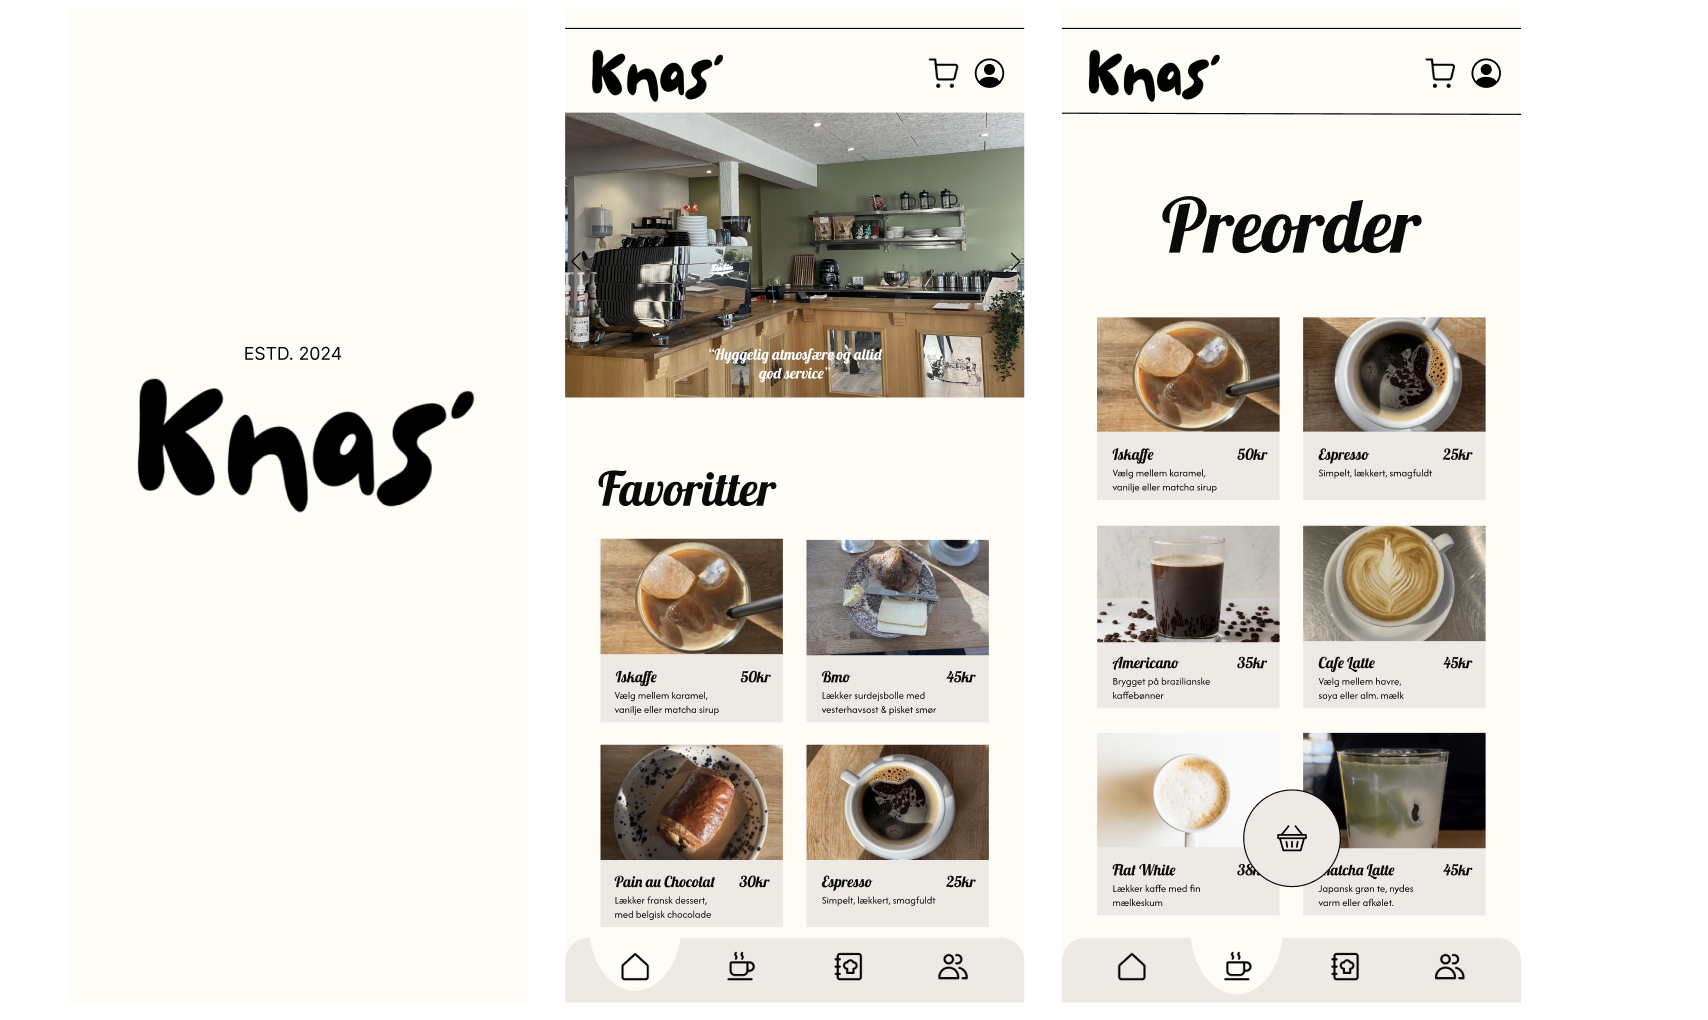 ESTD. 2024
Knas'
Knas'
"Hyggelig atmosfære og altid
god service"
Favoritter
Iskaffe 50kr
Vælg mellem karamel,
vanilje eller matcha sirup
Bmo 45kr
Lækker surdejsbolle med
vesterhavsost & pisket smør
Pain au Chocolat 30kr
Lækker fransk dessert,
med belgisk chocolade
Espresso 25kr
Simpelt, lækkert, smagfuldt
Knas'
Preorder
Iskaffe 50kr
Vælg mellem karamel,
vanilje eller matcha sirup
Espresso 25kr
Simpelt, lækkert, smagfuldt
Americano 35kr
Brygget på brazilianske
kaffebønner
Cafe Latte 45kr
Vælg mellem havre,
soya eller alm. mælk
Flat White 38k
Lækker kaffe med fin
mælkeskum
Matcha Latte 45kr
Japansk grøn te, nydes
varm eller afkølet.